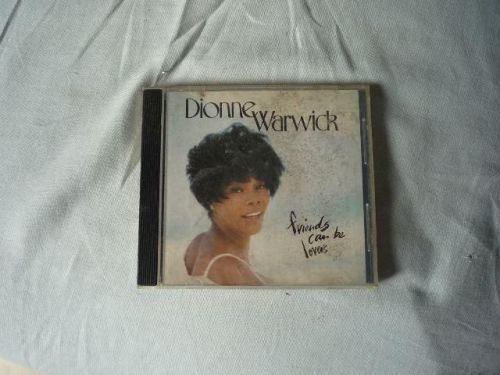 Dionne
Warwick
friends
can be
lovers